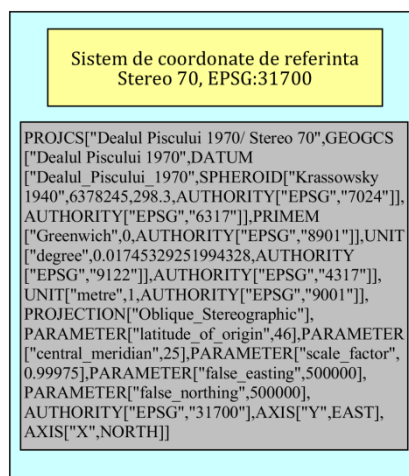 Sistem de coordonate de referinta
Stereo 70, EPSG:31700
PROJCS["Dealul Piscului 1970/ Stereo 70",GEOGCS
["Dealul Piscului 1970",DATUM
["Dealul_Piscului_1970",SPHEROID["Krassowsky
1940",6378245,298.3,AUTHORITY["EPSG","7024"]],
AUTHORITY["EPSG","6317"]],PRIMEM
["Greenwich",0,AUTHORITY["EPSG","8901"]],UNIT
["degree",0.01745329251994328,AUTHORITY
["EPSG","9122"]],AUTHORITY["EPSG","4317"]],
UNIT["metre",1,AUTHORITY["EPSG","9001"]],
PROJECTION["Oblique_Stereographic"],
PARAMETER["latitude_of_origin",46],PARAMETER
["central_meridian",25],PARAMETER["scale_factor",
0.99975],PARAMETER["false_easting",500000],
PARAMETER["false_northing",500000],
AUTHORITY["EPSG","31700"],AXIS["Y",EAST],
AXIS["X",NORTH]]